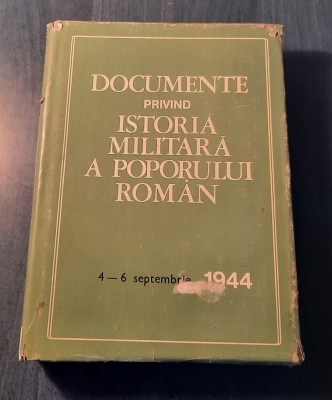 DOCUMENTE
PRIVIND
ISTORIA
MILITARĂ
A POPORULUI
ROMÂN
4 — 6 septembrie 1944